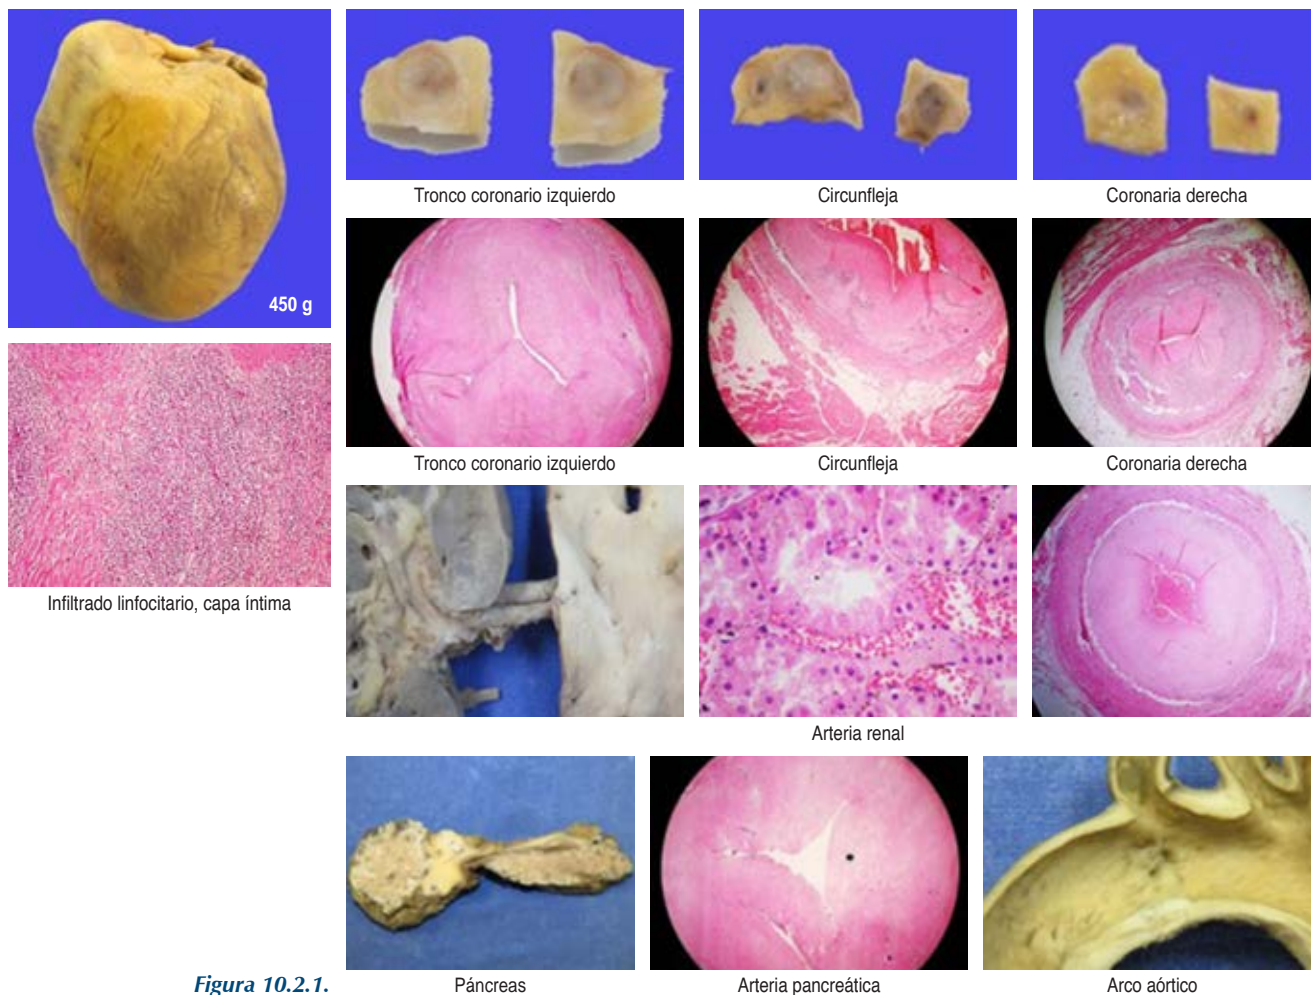 450 g
Tronco coronario izquierdo
Circunfleja
Coronaria derecha
Tronco coronario izquierdo
Circunfleja
Coronaria derecha
Infiltrado linfocitario, capa íntima
Arteria renal
Figura 10.2.1.
Páncreas
Arteria pancreática
Arco aórtico